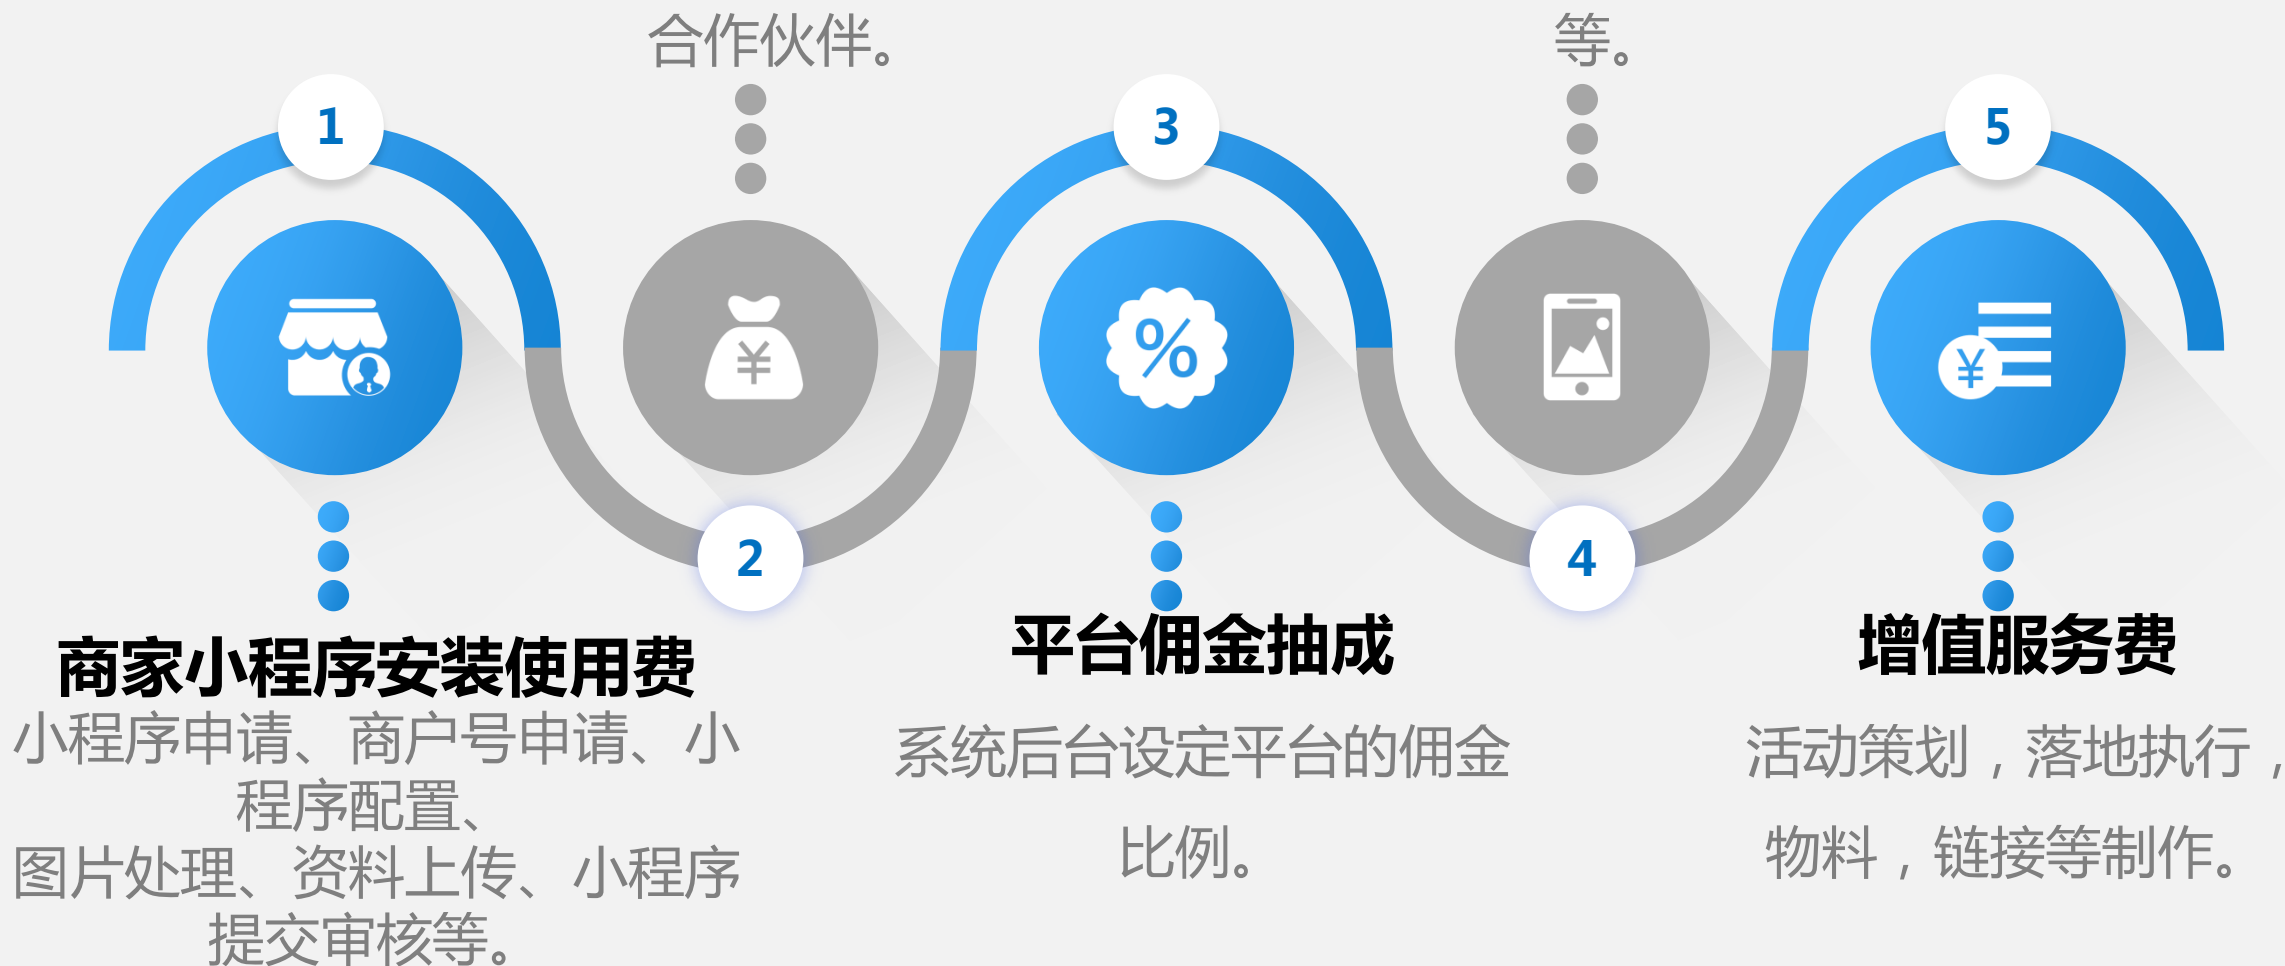 合作伙伴。
等。
1
3
5
2
4
商家小程序安装使用费
小程序申请、商户号申请、小
程序配置、
图片处理、资料上传、小程序
提交审核等。
平台佣金抽成
系统后台设定平台的佣金
比例。
增值服务费
活动策划，落地执行，
物料，链接等制作。
%
¥
¥